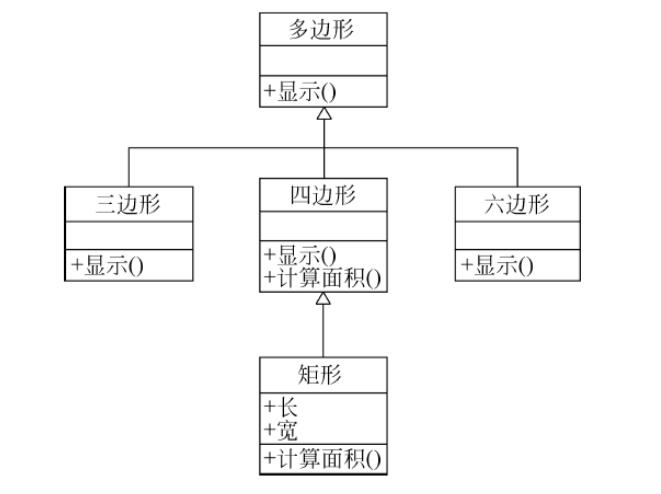 多边形
+显示()
三边形
+显示()
四边形
+显示()
+计算面积()
六边形
+显示()
矩形
+长
+宽
+计算面积()